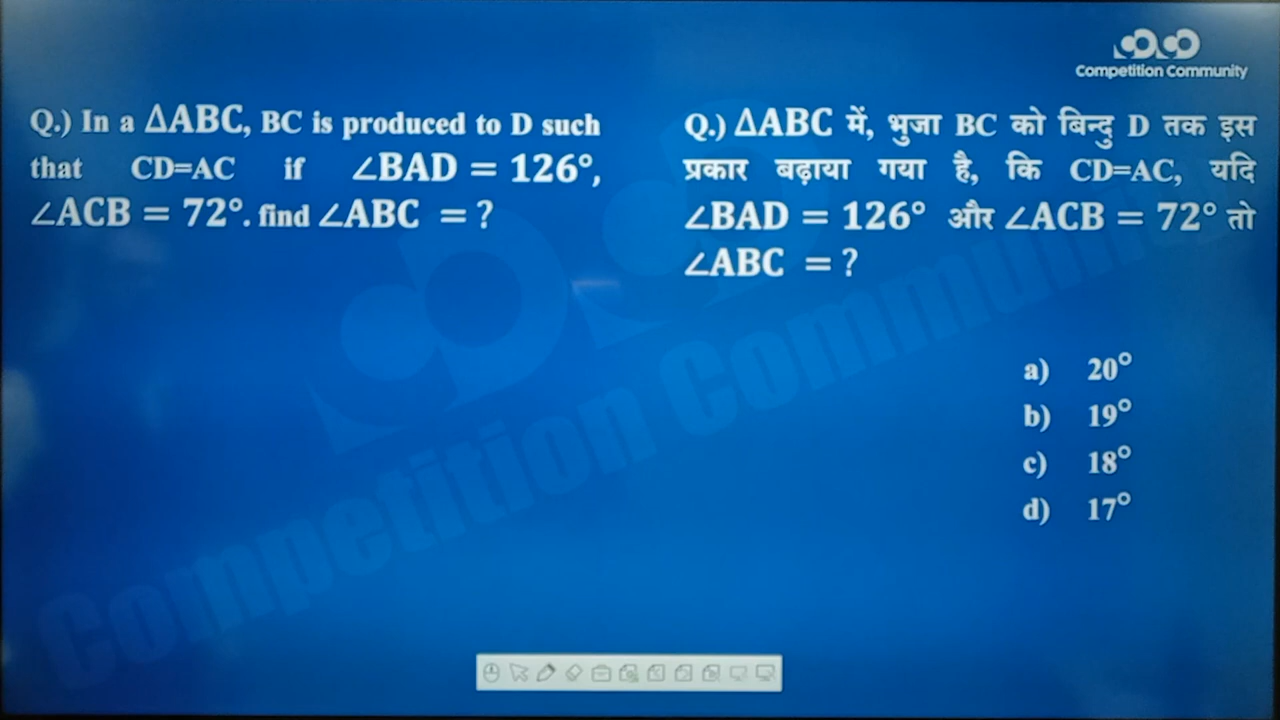 Competition Community
Q.) In a ΔABC, BC is produced to D such
that CD=AC if ∠BAD = 126°,
∠ACB = 72°. find ∠ABC = ?
Q.) ΔABC में, भुजा BC को बिन्दु D तक इस
प्रकार बढ़ाया गया है, कि CD=AC, यदि
∠BAD = 126° और ∠ACB = 72° तो
∠ABC = ?
a) 20°
b) 19°
c) 18°
d) 17°
Competition Community